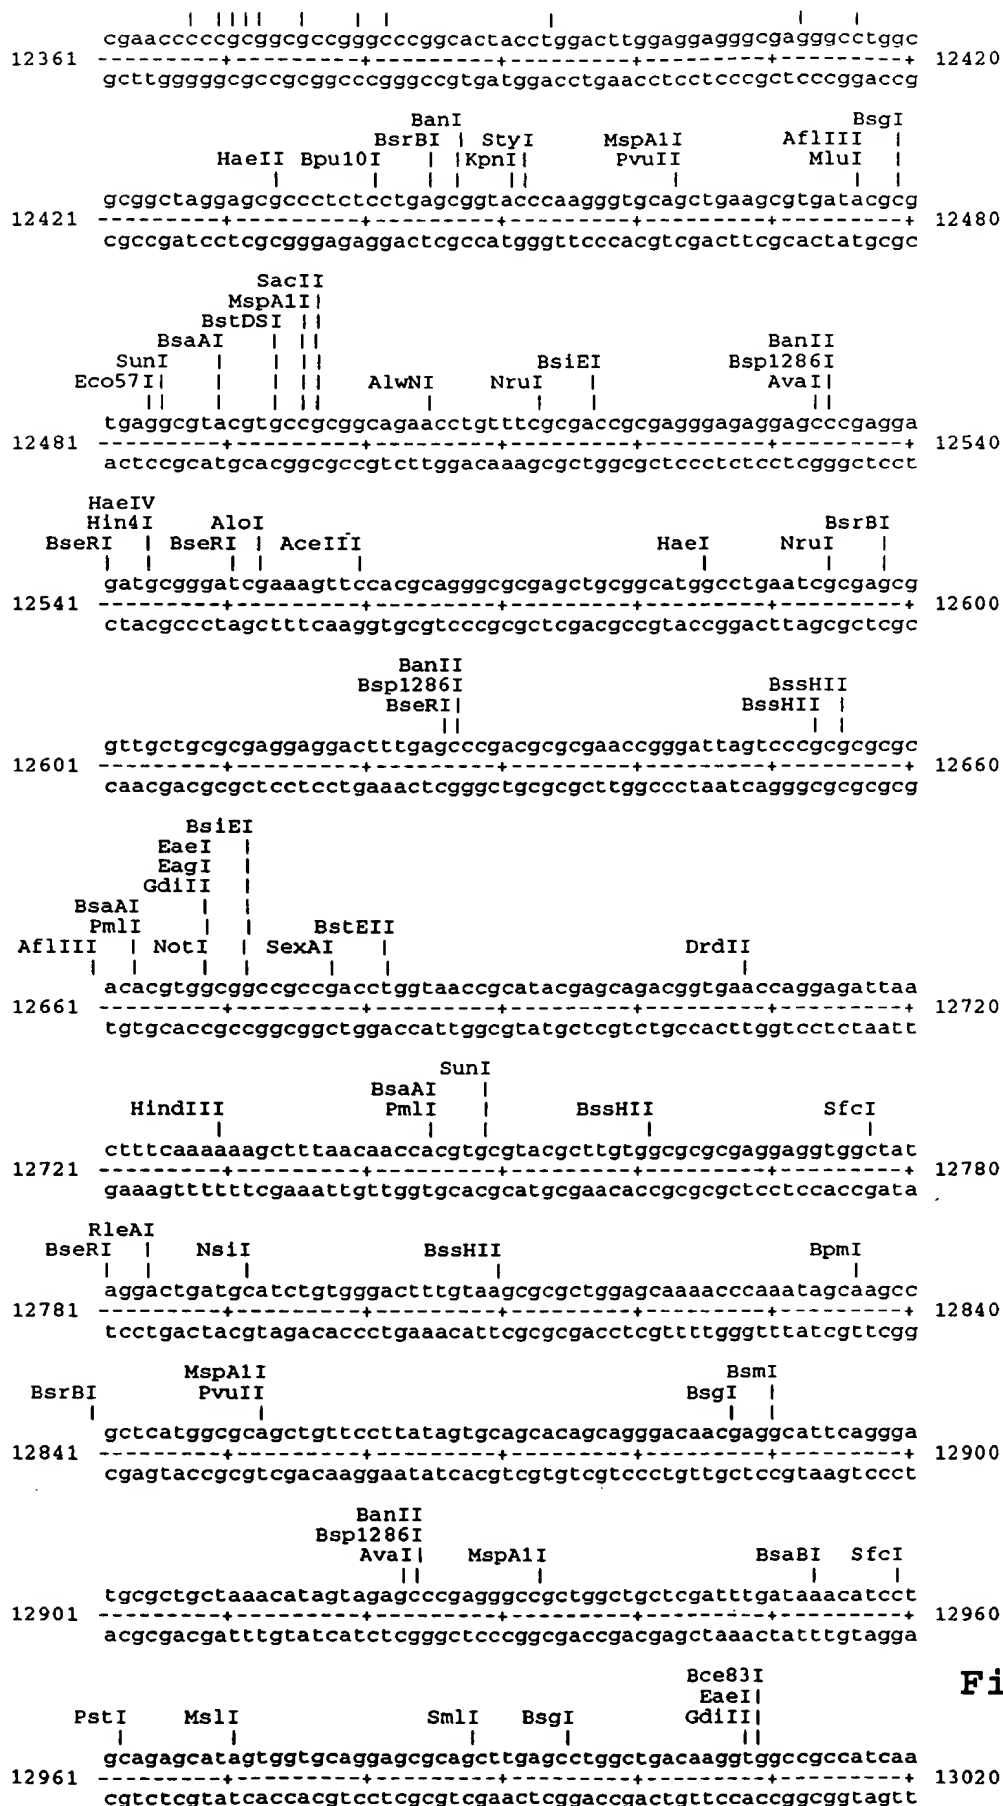 cgaacccccgcggcgccgggcccggcactacctggacttggaggagggcgagggcctggc
12361 ---------+---------+---------+---------+---------+---------+ 12420
gcttgggggcgccgcggcccgggccgtgatggacctgaacctcctcccgctcccggaccg
BanI BsgI
BsrBI StyI MspA1I AflIII
HaeII Bpu10I KpnI PvuII MluI
gcggctaggagcgccctctcctgagcggtacccaagggtgcagctgaagcgtgatacgcg
12421 ---------+---------+---------+---------+---------+---------+ 12480
cgccgatcctcgcgggagaggactcgccatgggttcccacgtcgacttcgcactatgcgc
SacII
MspA1I
BstDSI
BsaAI BanII
SunI BsiEI Bsp1286I
Eco57I AlwNI NruI AvaI
tgaggcgtacgtgccgcggcagaacctgtttcgcgaccgcgagggagaggagcccgagga
12481 ---------+---------+---------+---------+---------+---------+ 12540
actccgcatgcacggcgccgtcttggacaaagcgctggcgctccctctcctcgggctcct
HaeIV
Hin4I AloI BsrBI
BseRI BseRI AceIII HaeI NruI
gatgcgggatcgaaagttccacgcagggcgcgagctgcggcatggcctgaatcgcgagcg
12541 ---------+---------+---------+---------+---------+---------+ 12600
ctacgccctagctttcaaggtgcgtcccgcgctcgacgccgtaccggacttagcgctcgc
BanII
Bsp1286I BssHII
BseRI BssHII
gttgctgcgcgaggaggactttgagcccgacgcgcgaaccgggattagtcccgcgcgcgc
12601 ---------+---------+---------+---------+---------+---------+ 12660
caacgacgcgctcctcctgaaactcgggctgcgcgcttggccctaatcagggcgcgcgcg
BsiEI
EaeI
EagI
GdiII
BsaAI
PmlI BstEII
AflIII NotI SexAI DrdII
acacgtggcggccgccgacctggtaaccgcatacgagcagacggtgaaccaggagattaa
12661 ---------+---------+---------+---------+---------+---------+ 12720
tgtgcaccgccggcggctggaccattggcgtatgctcgtctgccacttggtcctctaatt
SunI
BsaAI
HindIII PmlI BssHII SfcI
ctttcaaaaaagctttaacaaccacgtgcgtacgcttgtggcgcgcgaggaggtggctat
12721 ---------+---------+---------+---------+---------+---------+ 12780
gaaagttttttcgaaattgttggtgcacgcatgcgaacaccgcgcgctcctccaccgata
RleAI
BseRI NsiI BssHII BpmI
aggactgatgcatctgtgggactttgtaagcgcgctggagcaaaacccaaatagcaagcc
12781 ---------+---------+---------+---------+---------+---------+ 12840
tcctgactacgtagacaccctgaaacattcgcgcgacctcgttttgggtttatcgttcgg
MspA1I BsmI
BsrBI PvuII BsgI
gctcatggcgcagctgttccttatagtgcagcacagcagggacaacgaggcattcaggga
12841 ---------+---------+---------+---------+---------+---------+ 12900
cgagtaccgcgtcgacaaggaatatcacgtcgtgtcgtccctgttgctccgtaagtccct
BanII
Bsp1286I
AvaI MspA1I BsaBI SfcI
tgcgctgctaaacatagtagagcccgagggccgctggctgctcgatttgataaacatcct
12901 ---------+---------+---------+---------+---------+---------+ 12960
acgcgacgatttgtatcatctcgggctcccggcgaccgacgagctaaactatttgtagga
Bce83I
EaeI
Fi
PstI MslI SmlI BsgI GdiII
gcagagcatagtggtgcaggagcgcagcttgagcctggctgacaaggtggccgccatcaa
12961 ---------+---------+---------+---------+---------+---------+ 13020
cgtctcgtatcaccacgtcctcgcgtcgaactcggaccgactgttccaccggcggtagtt